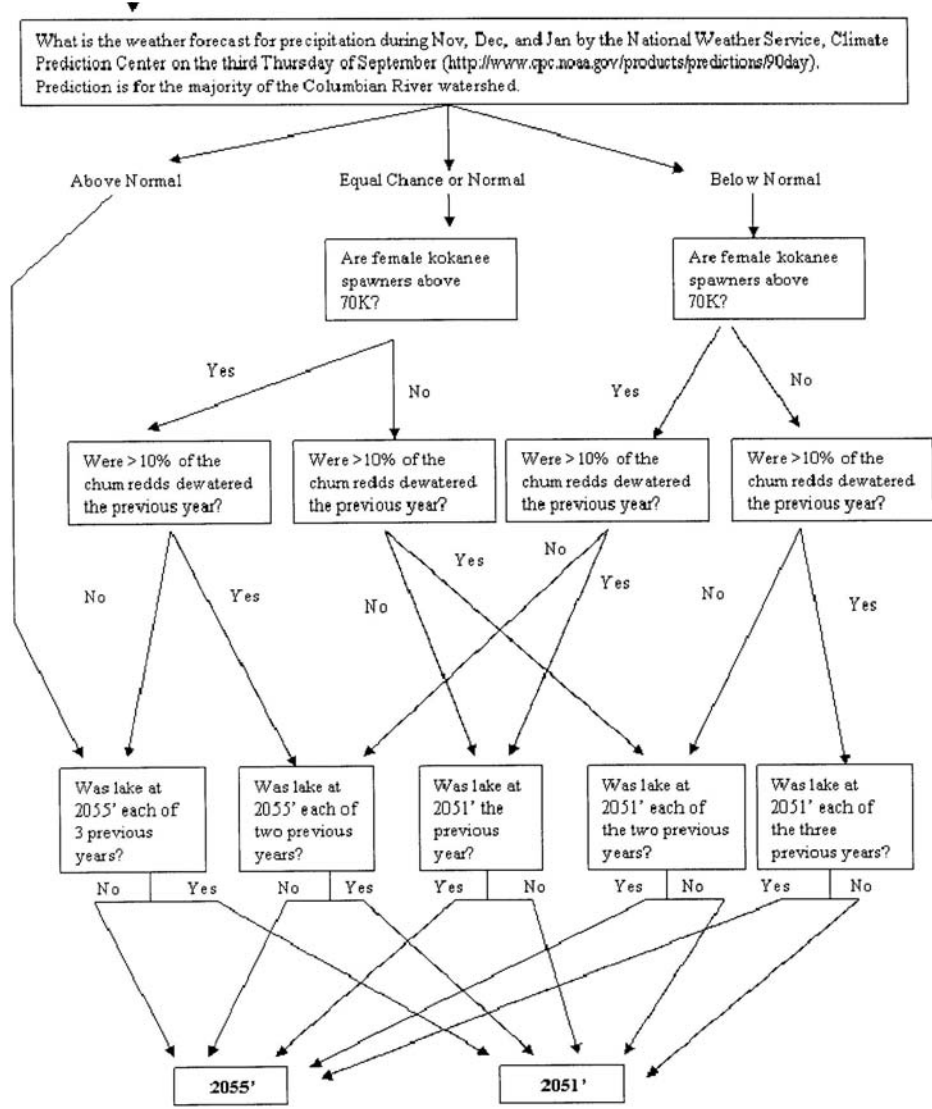 What is the weather forecast for precipitation during Nov, Dec, and Jan by the National Weather Service, Climate
Prediction Center on the third Thursday of September (http://www.cpc.noaa.gov/products/predictions/90day).
Prediction is for the majority of the Columbian River watershed.
Above Normal
Equal Chance or Normal
Below Normal
Are female kokanee
spawners above
70K?
Are female kokanee
spawners above
70K?
Yes
No
Yes
No
Were >10% of the
chum redds dewatered
the previous year?
Were >10% of the
chum redds dewatered
the previous year?
Were >10% of the
chum redds dewatered
the previous year?
Were >10% of the
chum redds dewatered
the previous year?
No
Yes
No
Yes
No
Yes
No
Yes
Was lake at
2055' each of
3 previous
years?
Was lake at
2055' each of
two previous
years?
Was lake at
2051' the
previous
year?
Was lake at
2051' each of
the two previous
years?
Was lake at
2051' each of
the three
previous years?
No
Yes
No
Yes
Yes
No
Yes
No
Yes
No
2055'
2051'